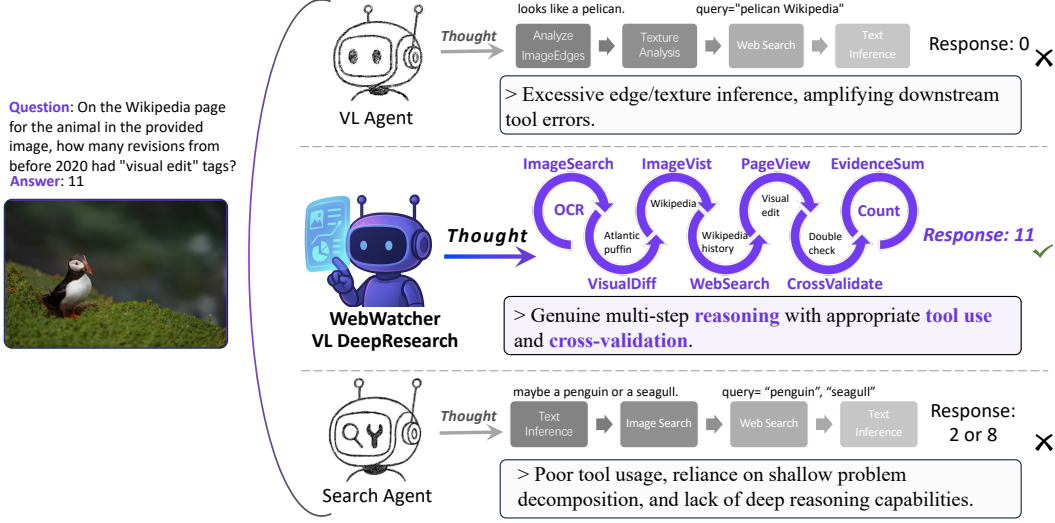 Question: On the Wikipedia page
for the animal in the provided
image, how many revisions from
before 2020 had "visual edit" tags?
Answer: 11
looks like a pelican.
query="pelican Wikipedia"
Thought
Analyze
ImageEdges
Texture
Analysis
Web Search
Text
Inference
Response: 0
VL Agent
> Excessive edge/texture inference, amplifying downstream
tool errors.
ImageSearch
ImageVist
PageView
EvidenceSum
OCR
Wikipedia
Visual
edit
Count
Thought
Atlantic
puffin
Wikipedia
history
Double
check
Response: 11
VisualDiff
WebSearch
CrossValidate
WebWatcher
VL DeepResearch
> Genuine multi-step reasoning with appropriate tool use
and cross-validation.
maybe a penguin or a seagull.
query= “penguin”, “seagull”
Thought
Text
Inference
Image Search
Web Search
Text
Inference
Response:
2 or 8
Search Agent
> Poor tool usage, reliance on shallow problem
decomposition, and lack of deep reasoning capabilities.